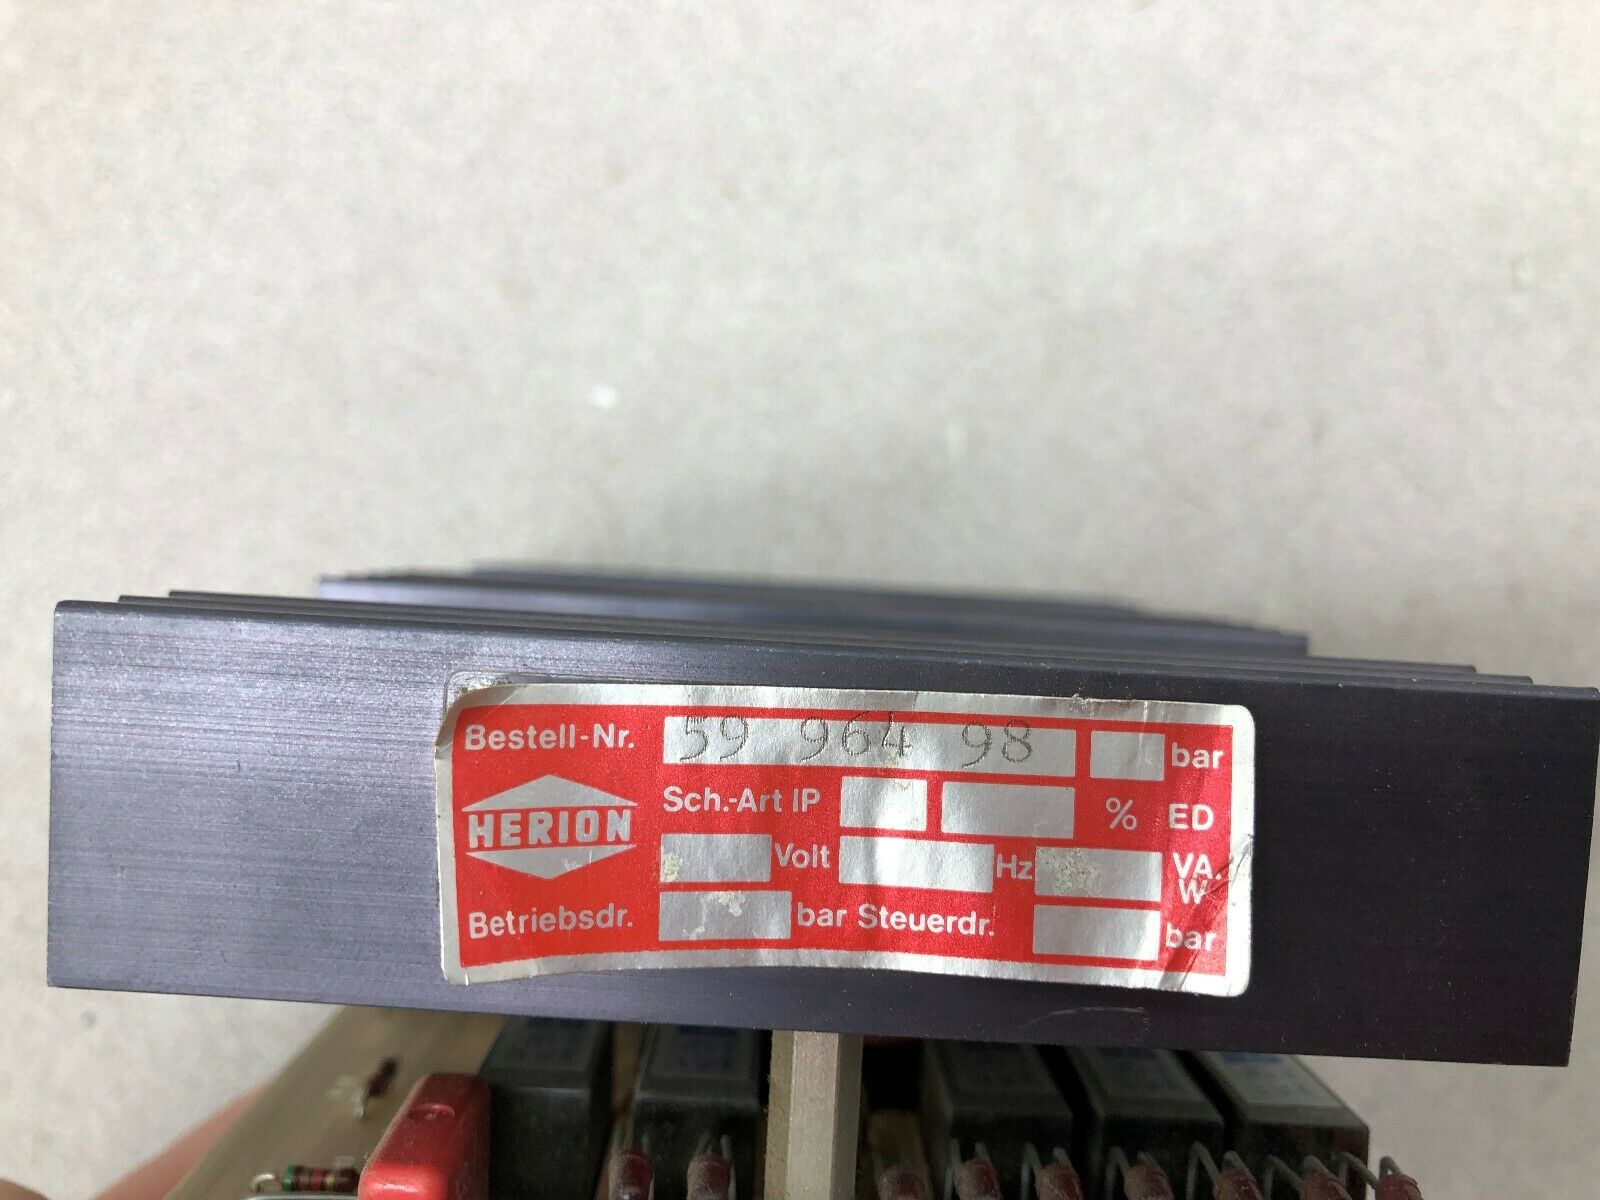 Bestell-Nr. 59 964 98 bar
HERION
Sch.-Art IP % ED
Volt Hz VA.
W
Betriebsdr. bar Steuerdr. bar